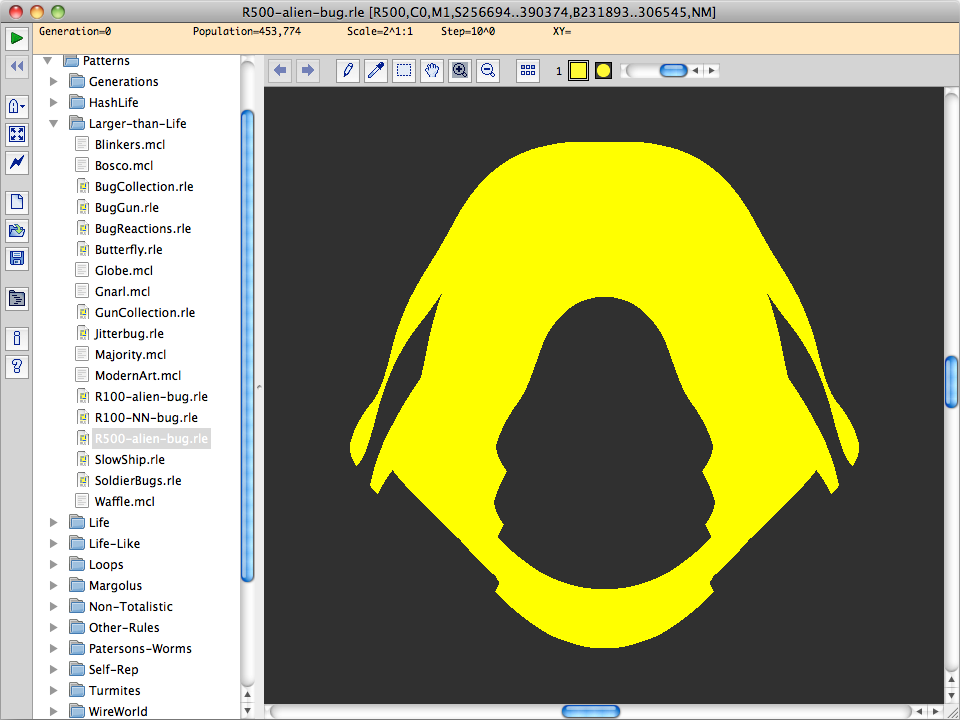 R500-alien-bug.rle [R500,C0,M1,S256694..390374,B231893..306545,NM]
Generation=0 Population=453,774 Scale=2^1:1 Step=10^0 XY=
1
Patterns
Generations
HashLife
Larger-than-Life
Blinkers.mcl
Bosco.mcl
BugCollection.rle
BugGun.rle
BugReactions.rle
Butterfly.rle
Globe.mcl
Gnarl.mcl
GunCollection.rle
Jitterbug.rle
Majority.mcl
ModernArt.mcl
R100-alien-bug.rle
R100-NN-bug.rle
R500-alien-bug.rle
SlowShip.rle
SoldierBugs.rle
Waffle.mcl
Life
Life-Like
Loops
Margolus
Non-Totalistic
Other-Rules
Patersons-Worms
Self-Rep
Turmites
WireWorld